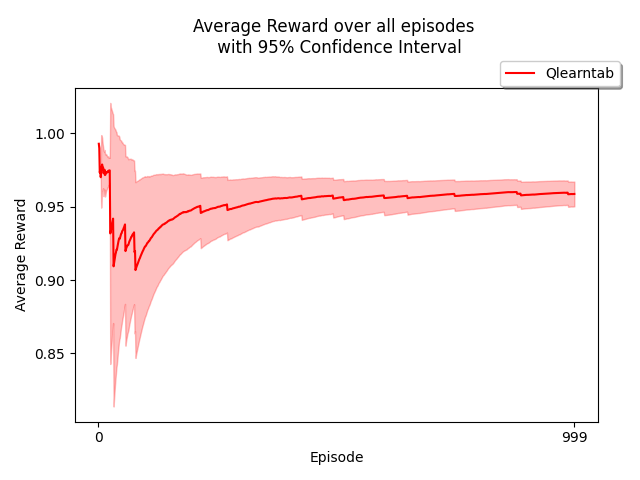 Average Reward over all episodes
with 95% Confidence Interval
Qlearntab
1.00
0.95
0.90
0.85
Average Reward
0
999
Episode